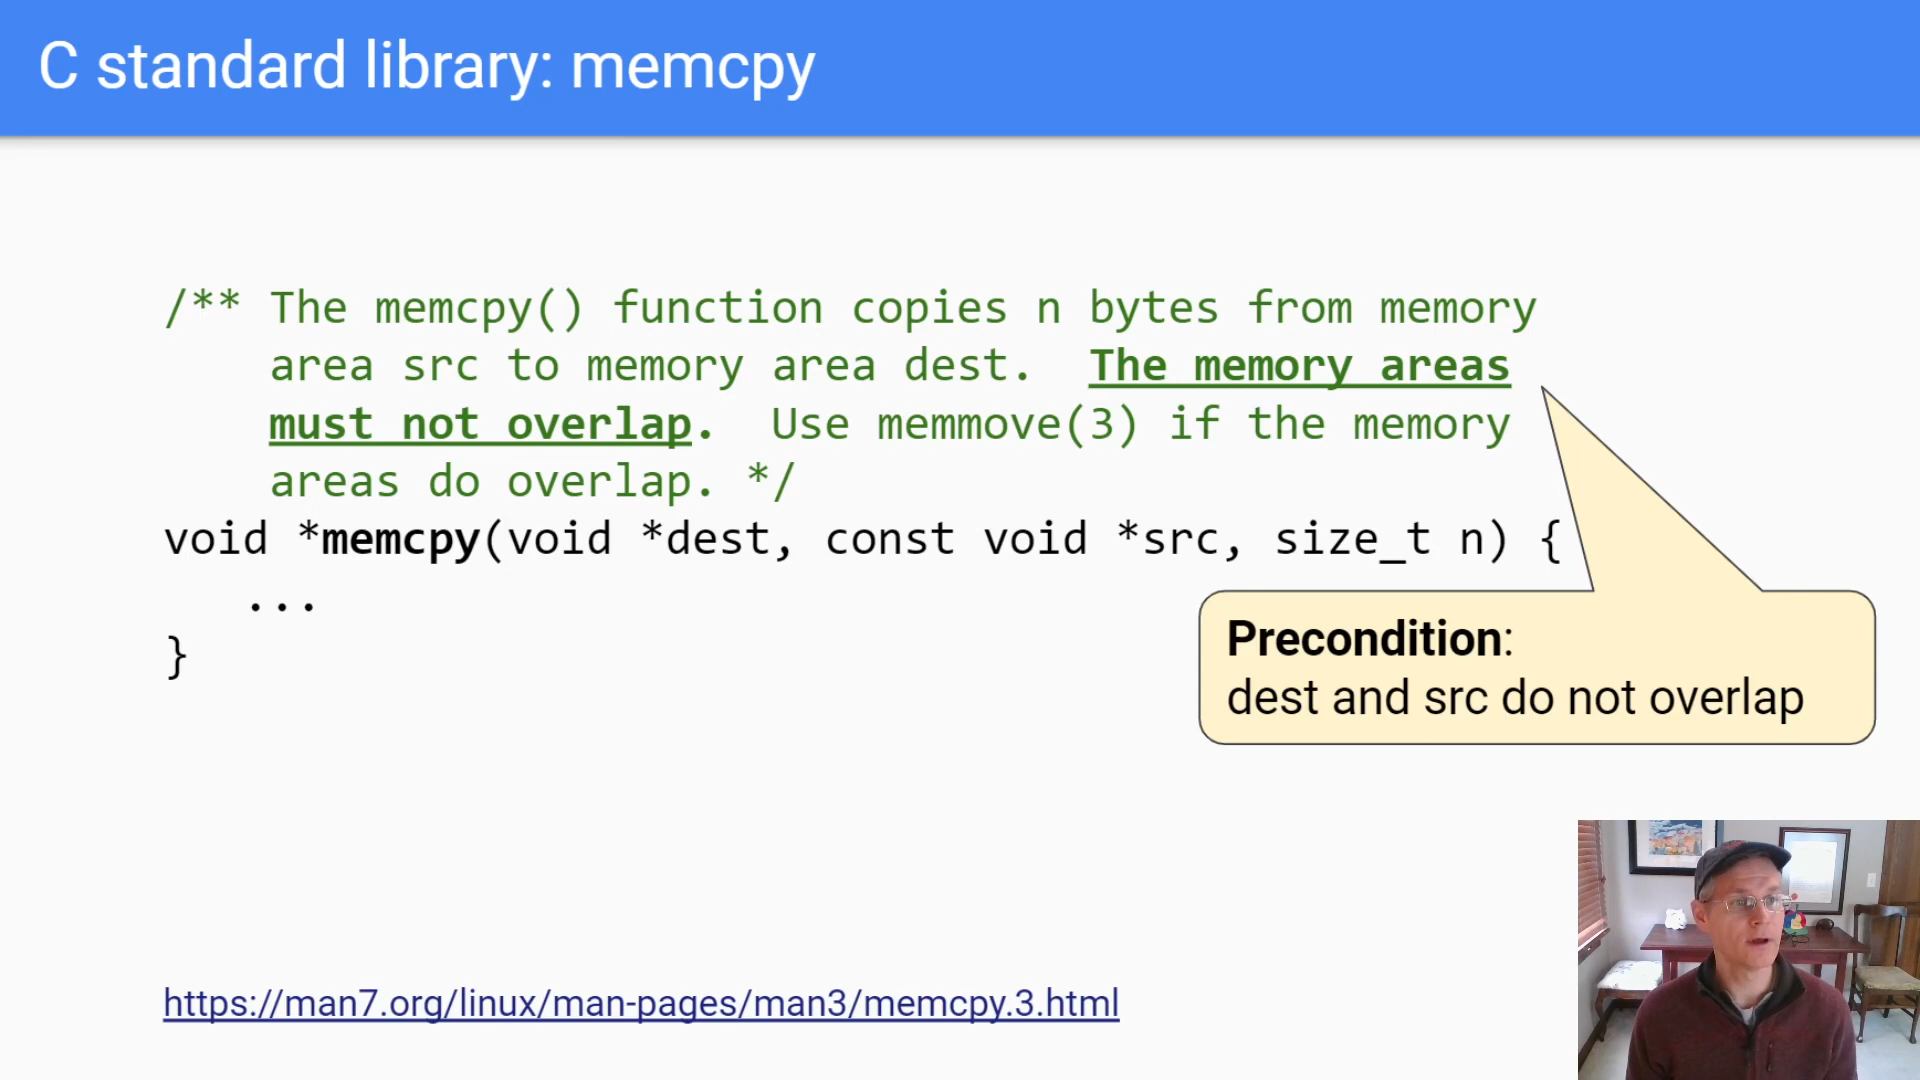 C standard library: memcpy
/** The memcpy() function copies n bytes from memory
area src to memory area dest.  The memory areas
must not overlap.  Use memmove(3) if the memory
areas do overlap. */
void *memcpy(void *dest, const void *src, size_t n) {
...
}
Precondition:
dest and src do not overlap
https://man7.org/linux/man-pages/man3/memcpy.3.html